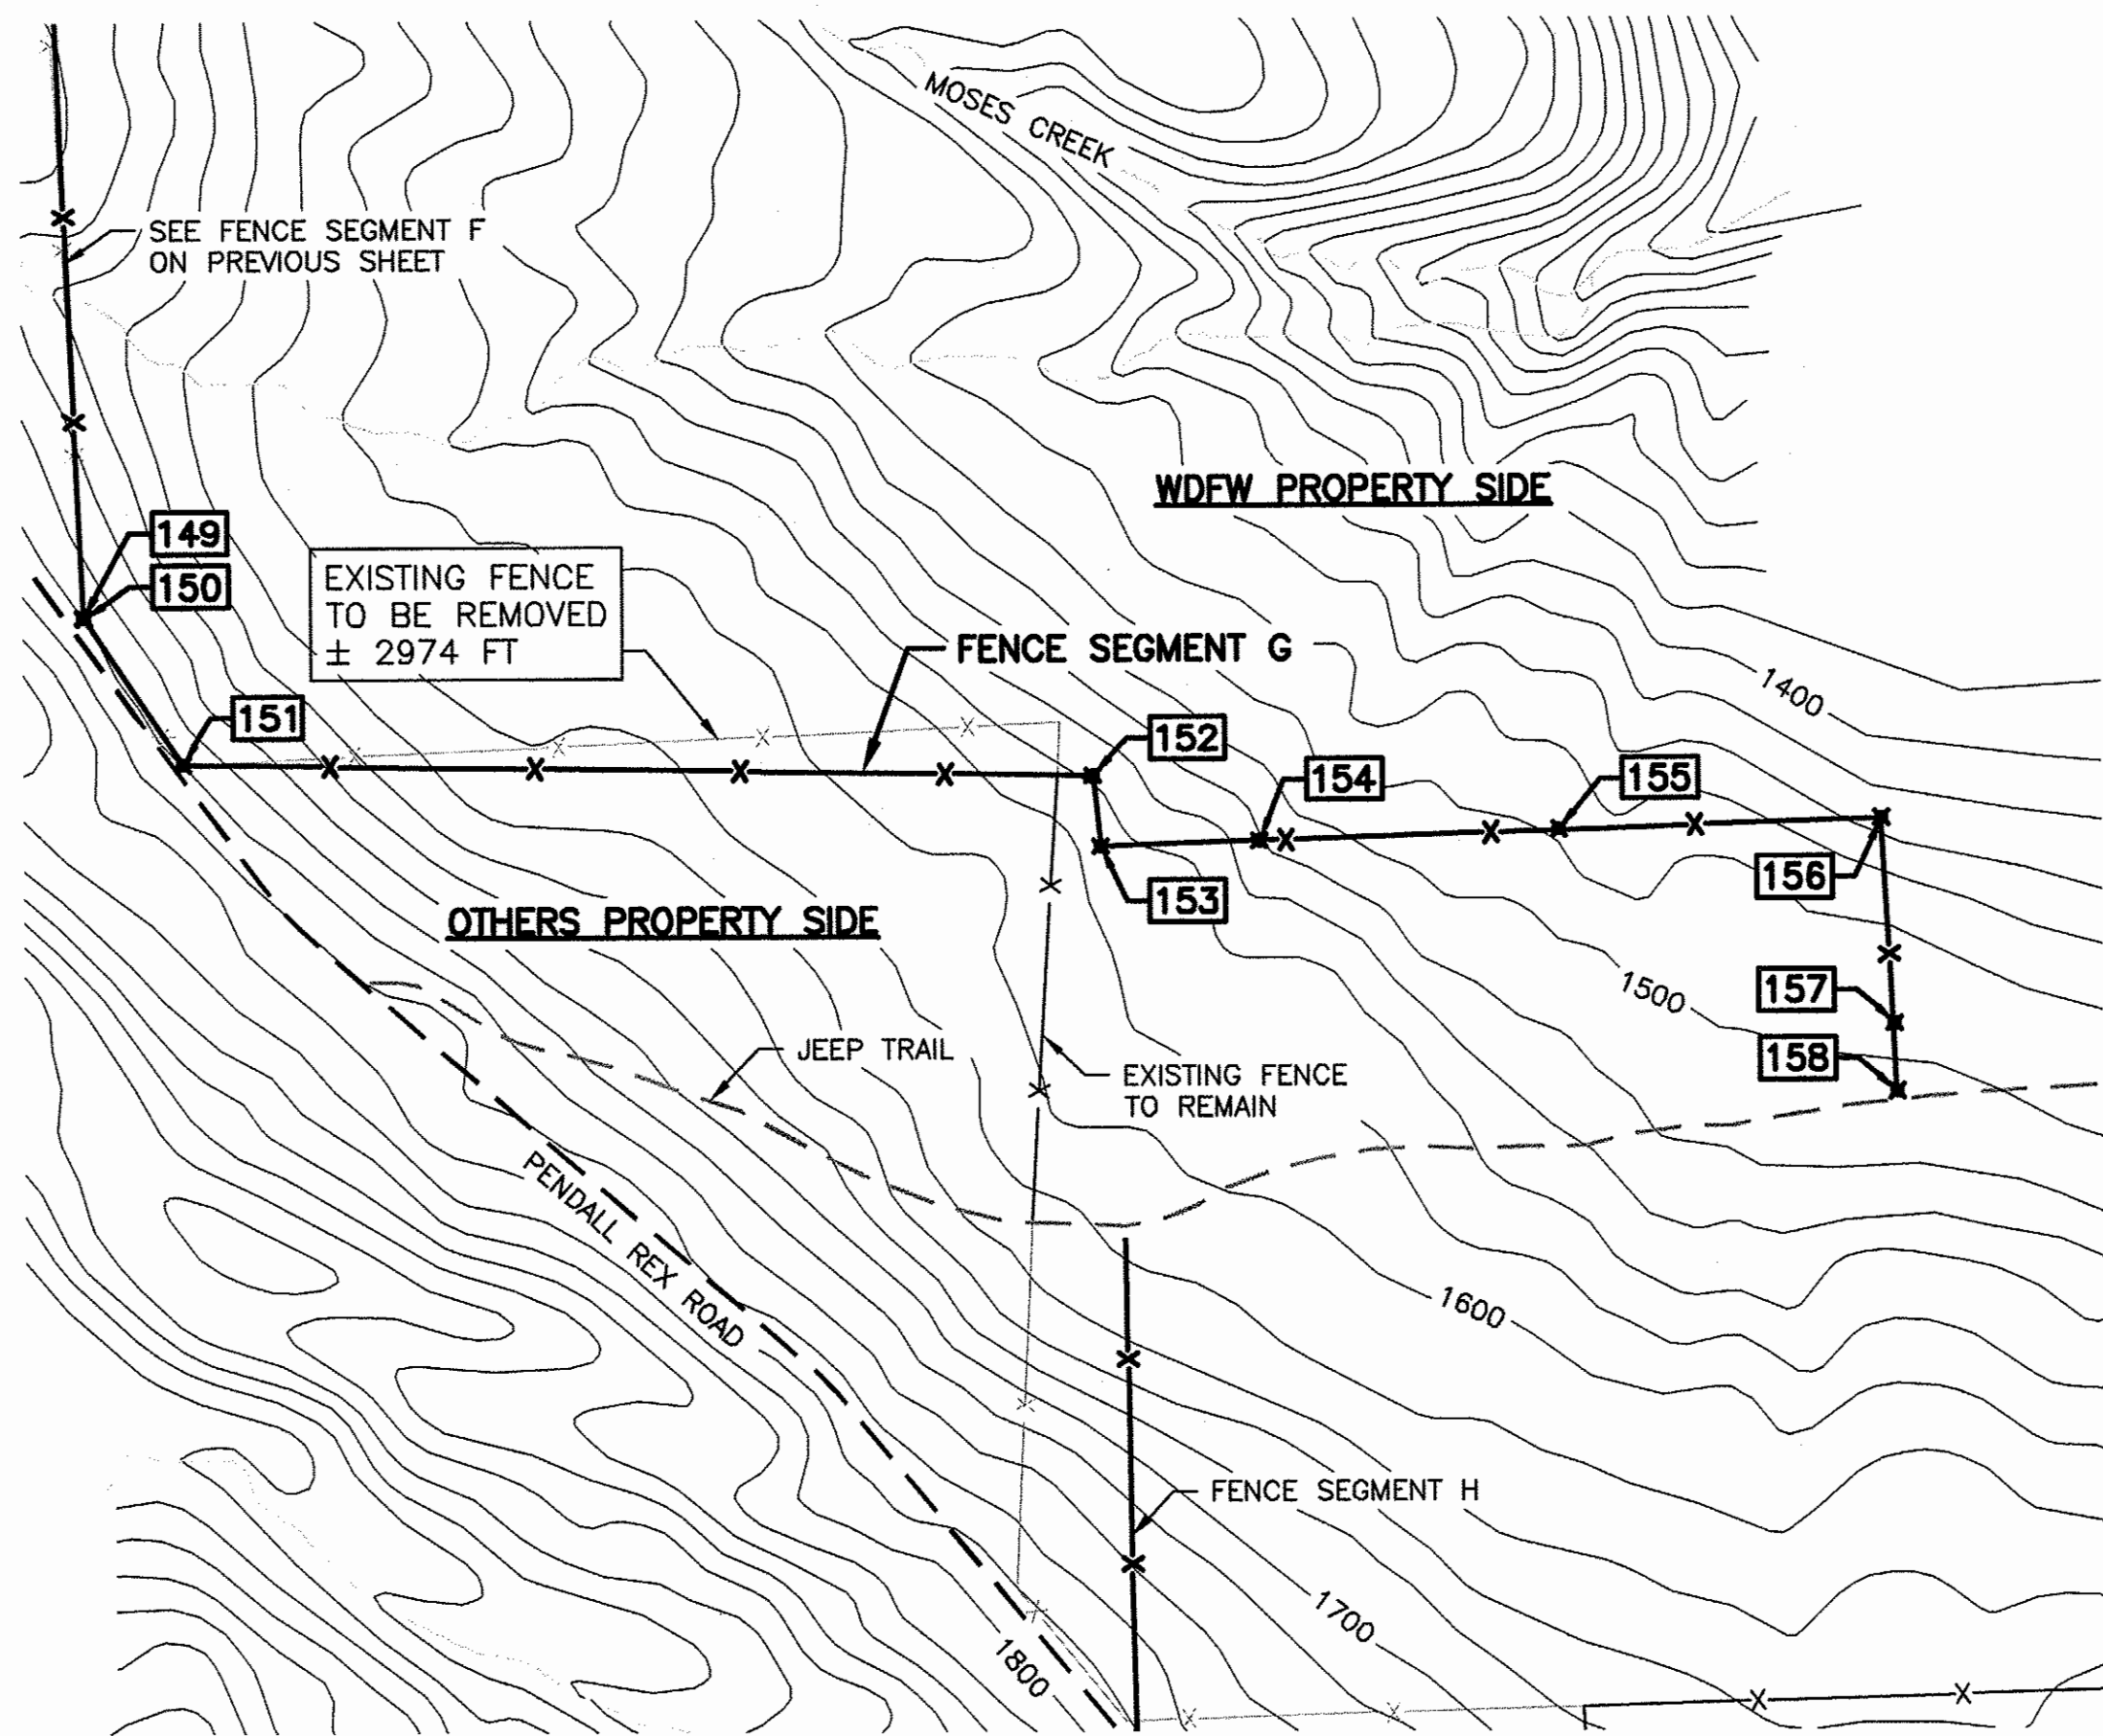 MOSES CREEK
SEE FENCE SEGMENT F
ON PREVIOUS SHEET
WDFW PROPERTY SIDE
149
150
EXISTING FENCE
TO BE REMOVED
± 2974 FT
FENCE SEGMENT G
1400
151
152
154
155
156
153
OTHERS PROPERTY SIDE
1500
157
158
JEEP TRAIL
EXISTING FENCE
TO REMAIN
PENDALL REX ROAD
1600
FENCE SEGMENT H
1700
1800